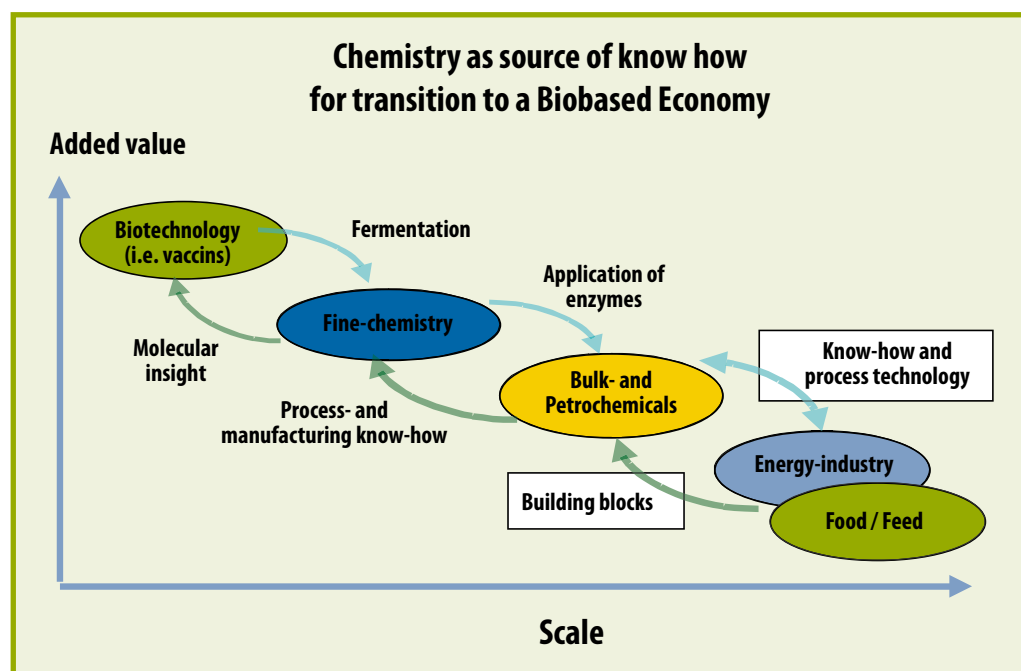 Chemistry as source of know how
for transition to a Biobased Economy
Added value
Biotechnology
(i.e. vaccins)
Fermentation
Application of
enzymes
Fine-chemistry
Molecular
insight
Know-how and
process technology
Bulk- and
Petrochemicals
Process- and
manufacturing know-how
Energy-industry
Building blocks
Food / Feed
Scale